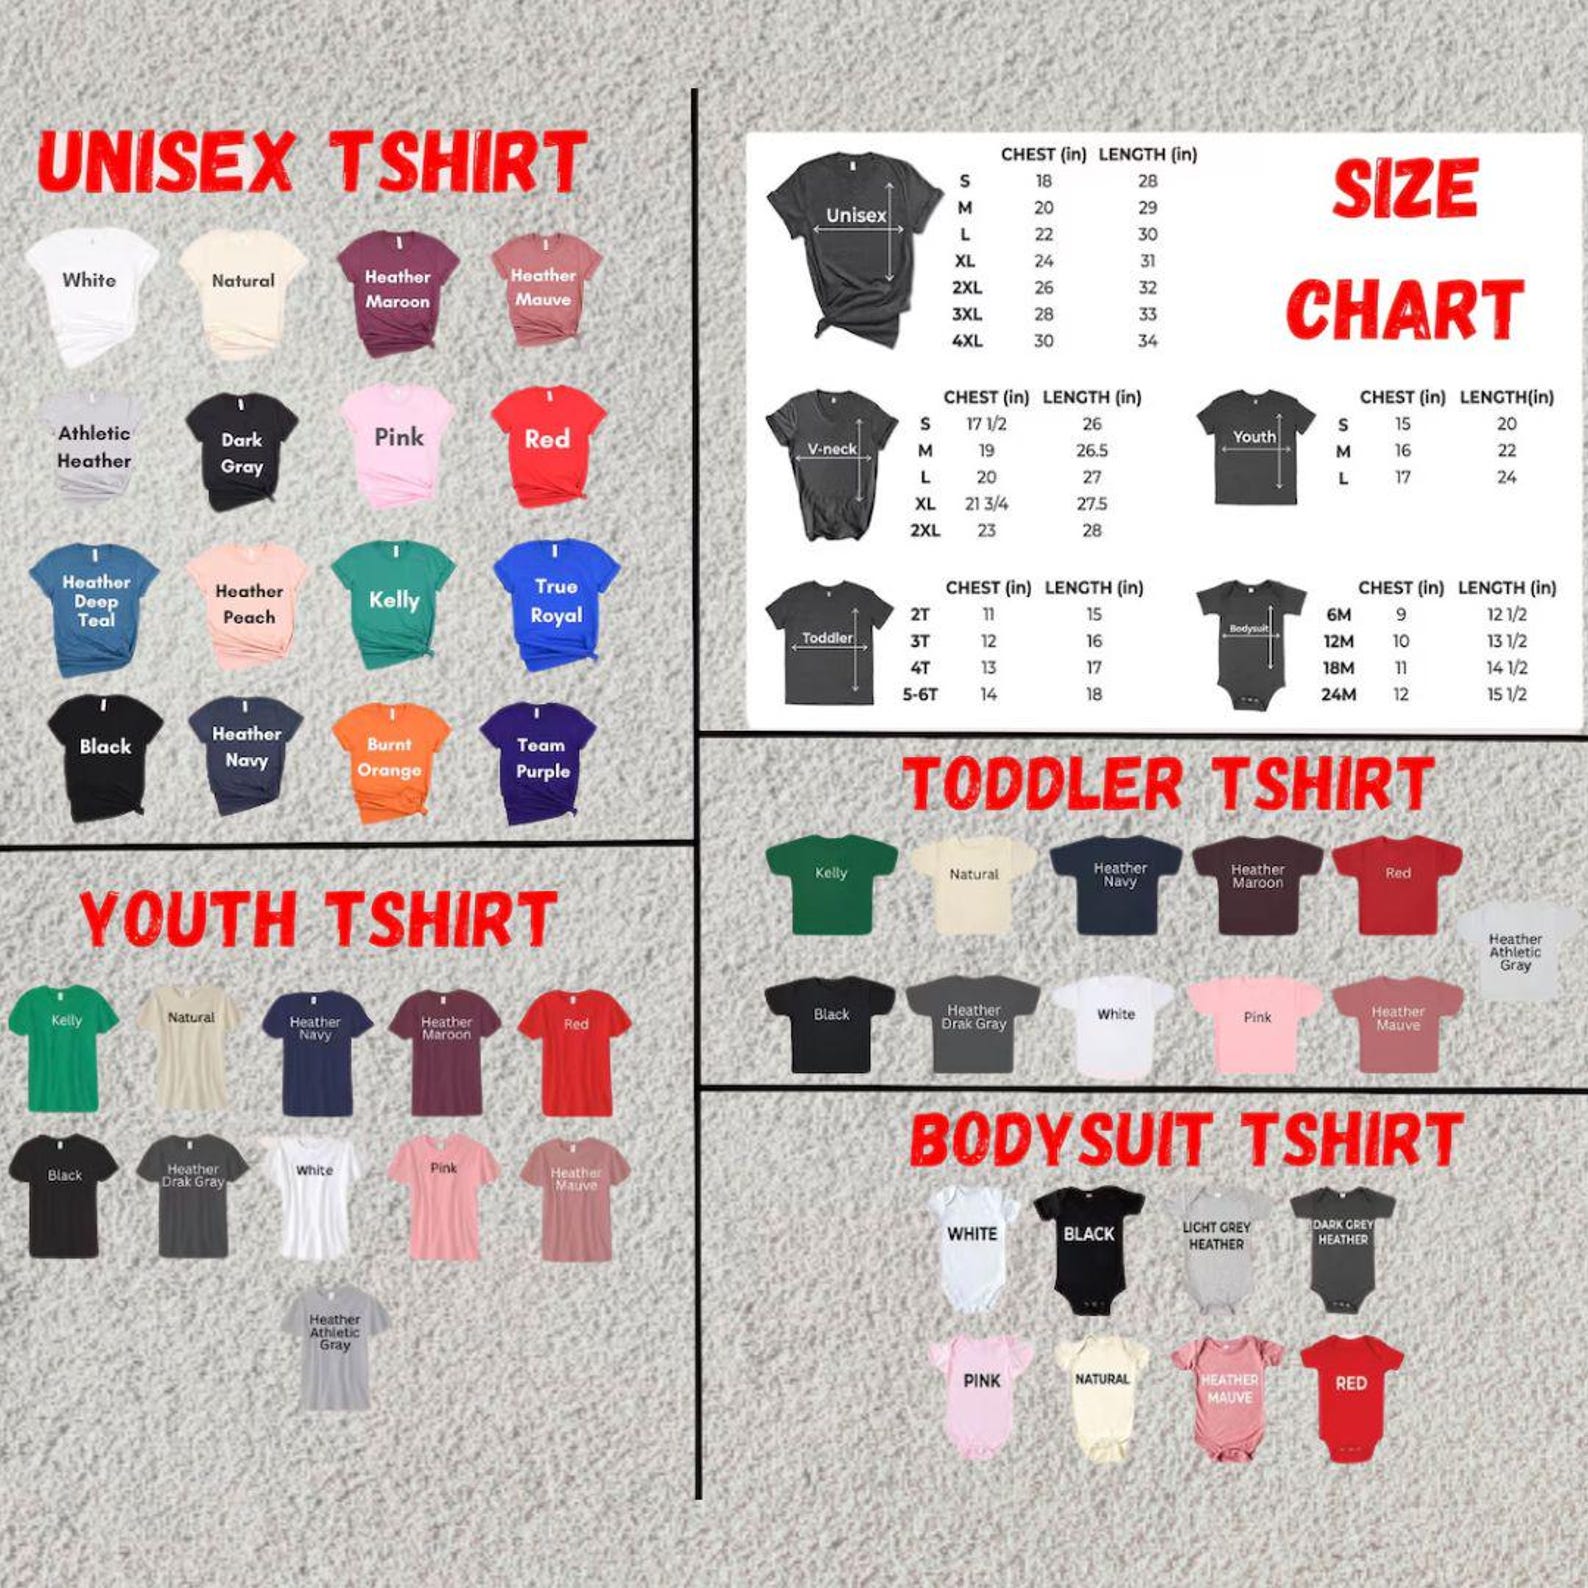 UNISEX TSHIRT
White
Natural
Heather
Maroon
Heather
Mauve
Athletic
Heather
Dark
Gray
Pink
Red
Heather
Deep
Teal
Heather
Peach
Kelly
True
Royal
Black
Heather
Navy
Burnt
Orange
Team
Purple
YOUTH TSHIRT
Kelly
Natural
Heather
Navy
Heather
Maroon
Red
Black
Heather
Drak Gray
White
Pink
Heather
Mauve
Heather
Athletic
Gray
SIZE
CHART
Unisex
CHEST (in) LENGTH (in)
S 18 28
M 20 29
L 22 30
XL 24 31
2XL 26 32
3XL 28 33
4XL 30 34
V-neck
CHEST (in) LENGTH (in)
S 17 1/2 26
M 19 26.5
L 20 27
XL 21 3/4 27.5
2XL 23 28
Youth
CHEST (in) LENGTH(in)
S 15 20
M 16 22
L 17 24
Toddler
CHEST (in) LENGTH (in)
2T 11 15
3T 12 16
4T 13 17
5-6T 14 18
Bodysuit
CHEST (in) LENGTH (in)
6M 9 12 1/2
12M 10 13 1/2
18M 11 14 1/2
24M 12 15 1/2
TODDLER TSHIRT
Kelly
Natural
Heather
Navy
Heather
Maroon
Red
Heather
Athletic
Gray
Black
Heather
Drak Gray
White
Pink
Heather
Mauve
BODYSUIT TSHIRT
WHITE
BLACK
LIGHT GREY
HEATHER
DARK GREY
HEATHER
PINK
NATURAL
HEATHER
MAUVE
RED